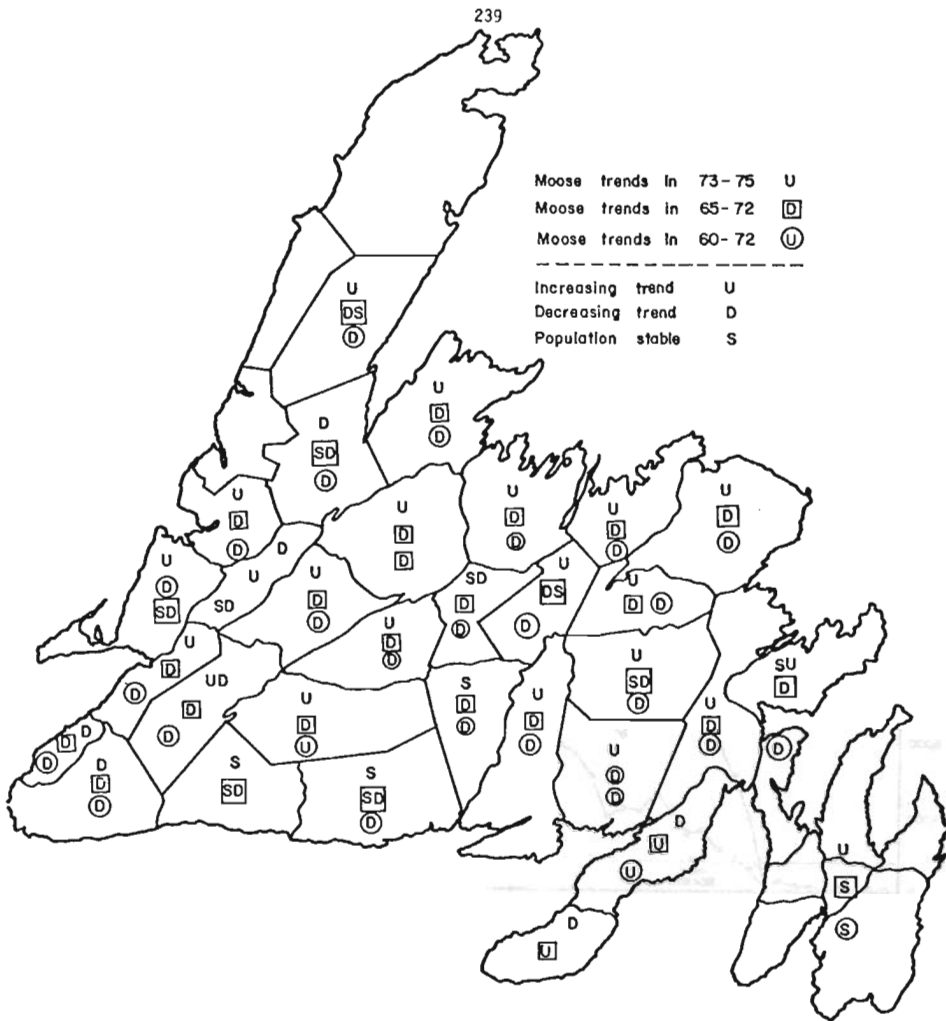 239
Moose trends in 73-75 U
Moose trends in 65-72 D
Moose trends in 60-72 U
Increasing trend U
Decreasing trend D
Population stable S
U
DS
D
U
D
D
D
SD
D
U
D
D
U
D
D
U
D
D
U
D
D
U
D
D
D
U
D
SD
U
SD
U
D
D
SD
D
D
U
DS
D
U
D D
U
D
D
U
D
D
UD
D
D
U
D
U
S
D
D
U
D
D
U
SD
D
U
D
D
SU
D
D
D
D
D
D
D
D
S
SD
S
SD
D
U
D
D
D
U
U
D
U
U
S
S